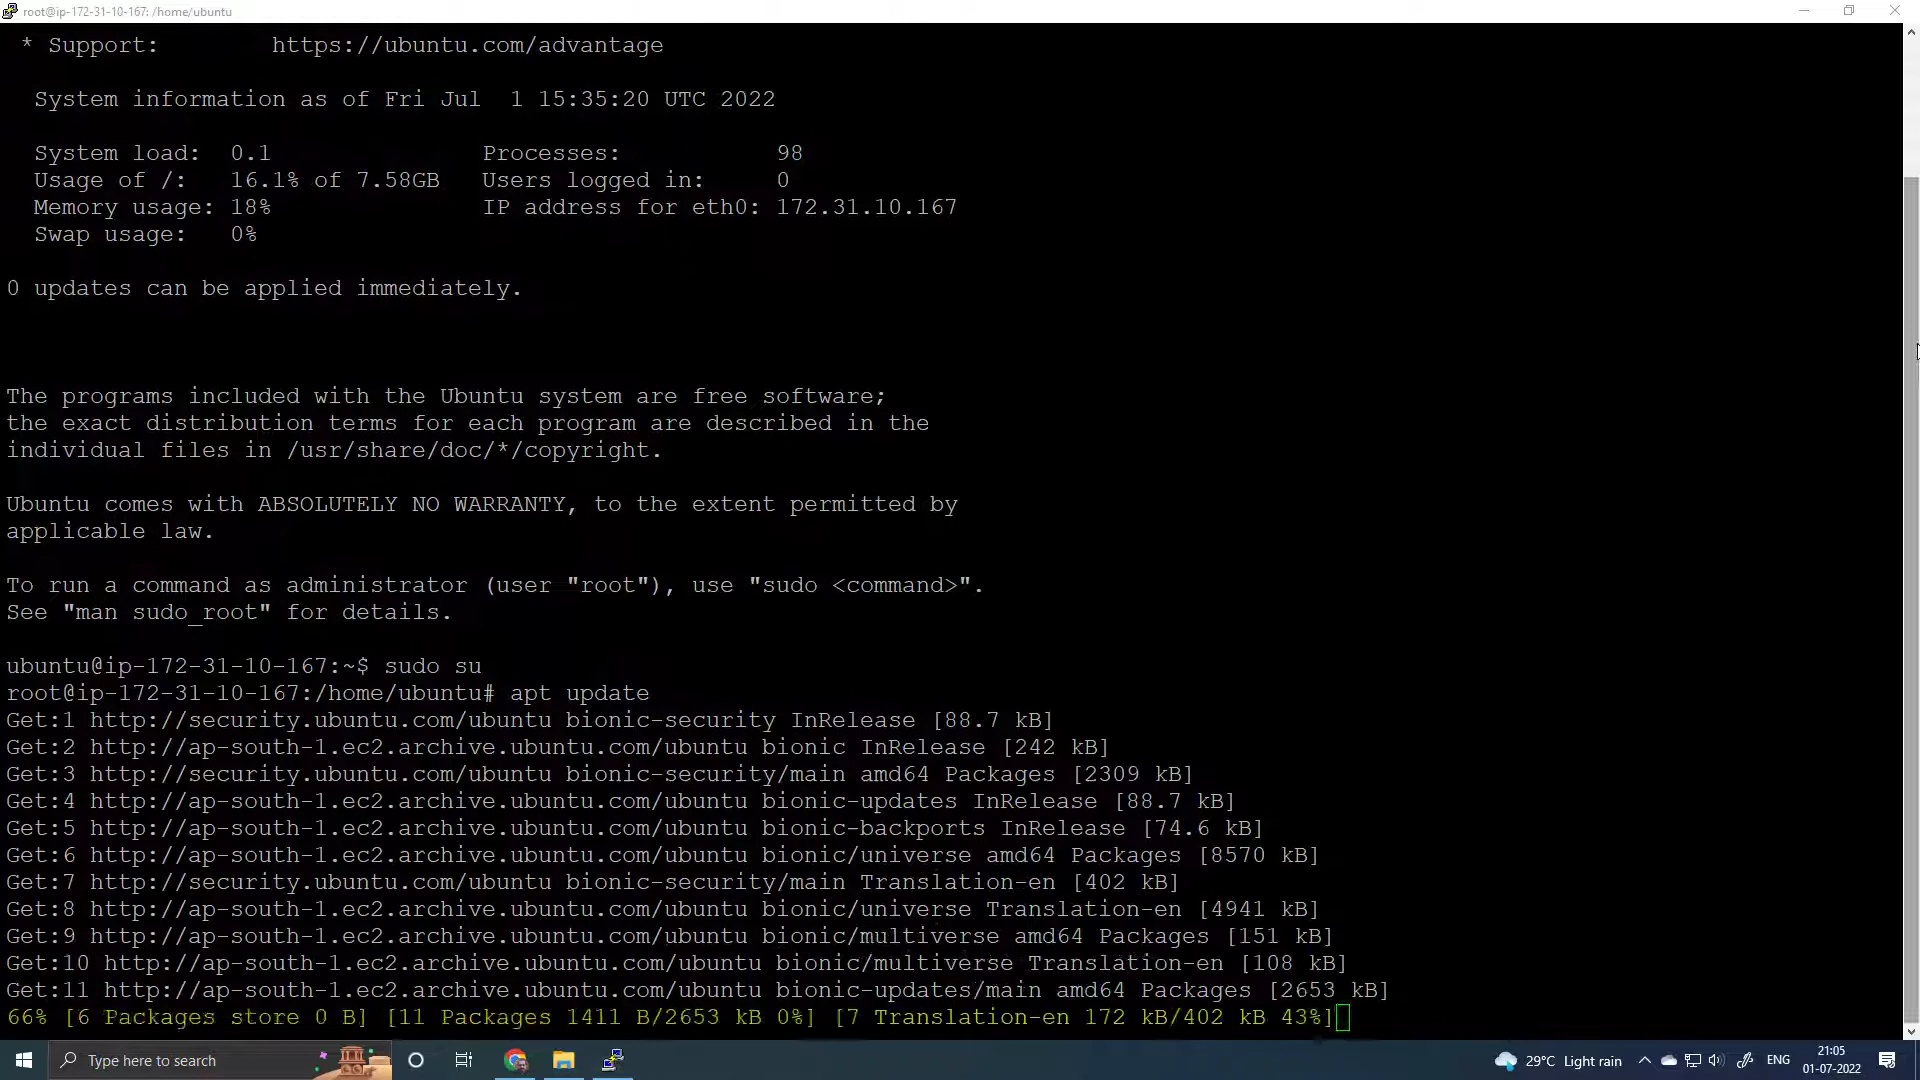 root@ip-172-31-10-167: /home/ubuntu
* Support:        https://ubuntu.com/advantage
System information as of Fri Jul  1 15:35:20 UTC 2022
System load:  0.1               Processes:           98
Usage of /:   16.1% of 7.58GB   Users logged in:     0
Memory usage: 18%               IP address for eth0: 172.31.10.167
Swap usage:   0%
0 updates can be applied immediately.
The programs included with the Ubuntu system are free software;
the exact distribution terms for each program are described in the
individual files in /usr/share/doc/*/copyright.
Ubuntu comes with ABSOLUTELY NO WARRANTY, to the extent permitted by
applicable law.
To run a command as administrator (user "root"), use "sudo <command>".
See "man sudo_root" for details.
ubuntu@ip-172-31-10-167:~$ sudo su
root@ip-172-31-10-167:/home/ubuntu# apt update
Get:1 http://security.ubuntu.com/ubuntu bionic-security InRelease [88.7 kB]
Get:2 http://ap-south-1.ec2.archive.ubuntu.com/ubuntu bionic InRelease [242 kB]
Get:3 http://security.ubuntu.com/ubuntu bionic-security/main amd64 Packages [2309 kB]
Get:4 http://ap-south-1.ec2.archive.ubuntu.com/ubuntu bionic-updates InRelease [88.7 kB]
Get:5 http://ap-south-1.ec2.archive.ubuntu.com/ubuntu bionic-backports InRelease [74.6 kB]
Get:6 http://ap-south-1.ec2.archive.ubuntu.com/ubuntu bionic/universe amd64 Packages [8570 kB]
Get:7 http://security.ubuntu.com/ubuntu bionic-security/main Translation-en [402 kB]
Get:8 http://ap-south-1.ec2.archive.ubuntu.com/ubuntu bionic/universe Translation-en [4941 kB]
Get:9 http://ap-south-1.ec2.archive.ubuntu.com/ubuntu bionic/multiverse amd64 Packages [151 kB]
Get:10 http://ap-south-1.ec2.archive.ubuntu.com/ubuntu bionic/multiverse Translation-en [108 kB]
Get:11 http://ap-south-1.ec2.archive.ubuntu.com/ubuntu bionic-updates/main amd64 Packages [2653 kB]
66% [6 Packages store 0 B] [11 Packages 1411 B/2653 kB 0%] [7 Translation-en 172 kB/402 kB 43%]
Type here to search
29°C Light rain
ENG
21:05
01-07-2022